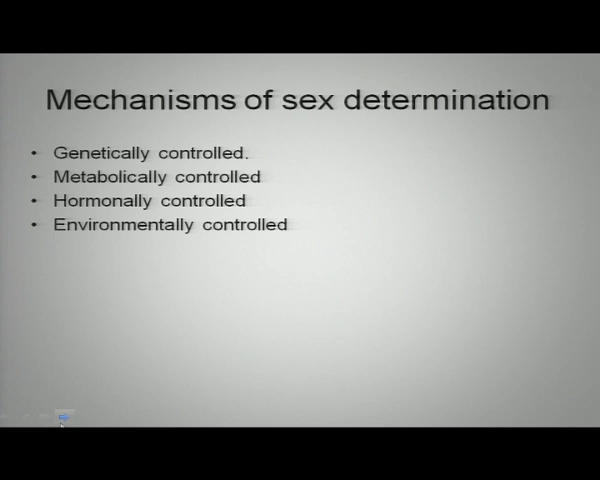 Mechanisms of sex determination
• Genetically controlled.
• Metabolically controlled
• Hormonally controlled
• Environmentally controlled